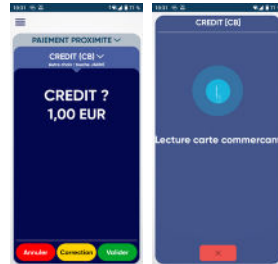 PAIEMENT PROXIMITE
CREDIT (CB)
CREDIT ?
1,00 EUR
Annuler
Correction
Valider
CREDIT (CB)
Lecture carte commercant